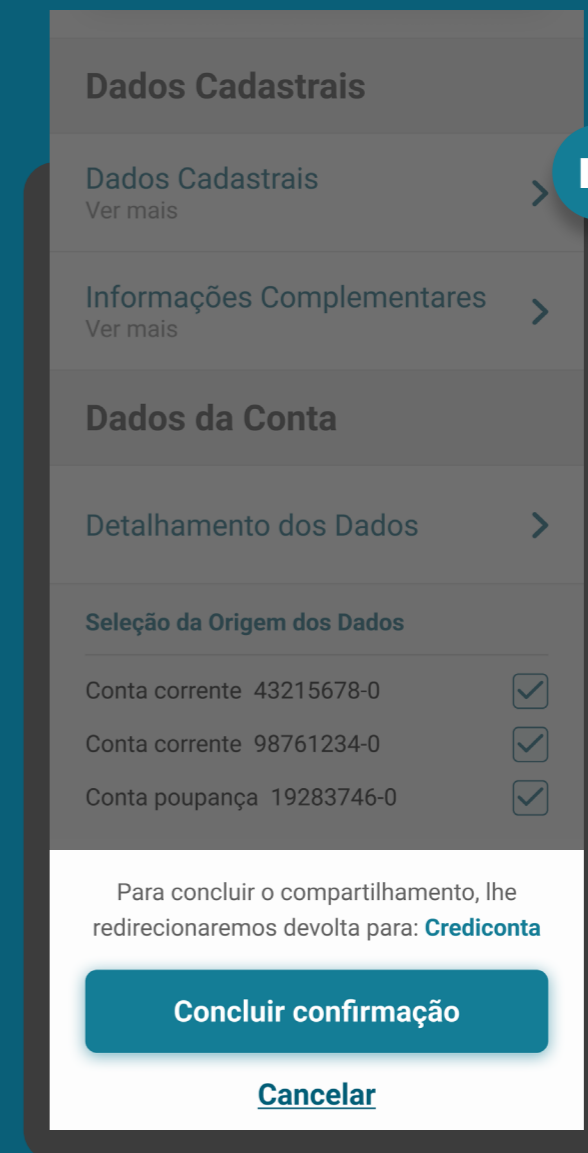 Dados Cadastrais
Dados Cadastrais
Ver mais
Informações Complementares
Ver mais
Dados da Conta
Detalhamento dos Dados
Seleção da Origem dos Dados
Conta corrente 43215678-0
Conta corrente 98761234-0
Conta poupança 19283746-0
Para concluir o compartilhamento, lhe
redirecionaremos devolta para: Crediconta
Concluir confirmação
Cancelar